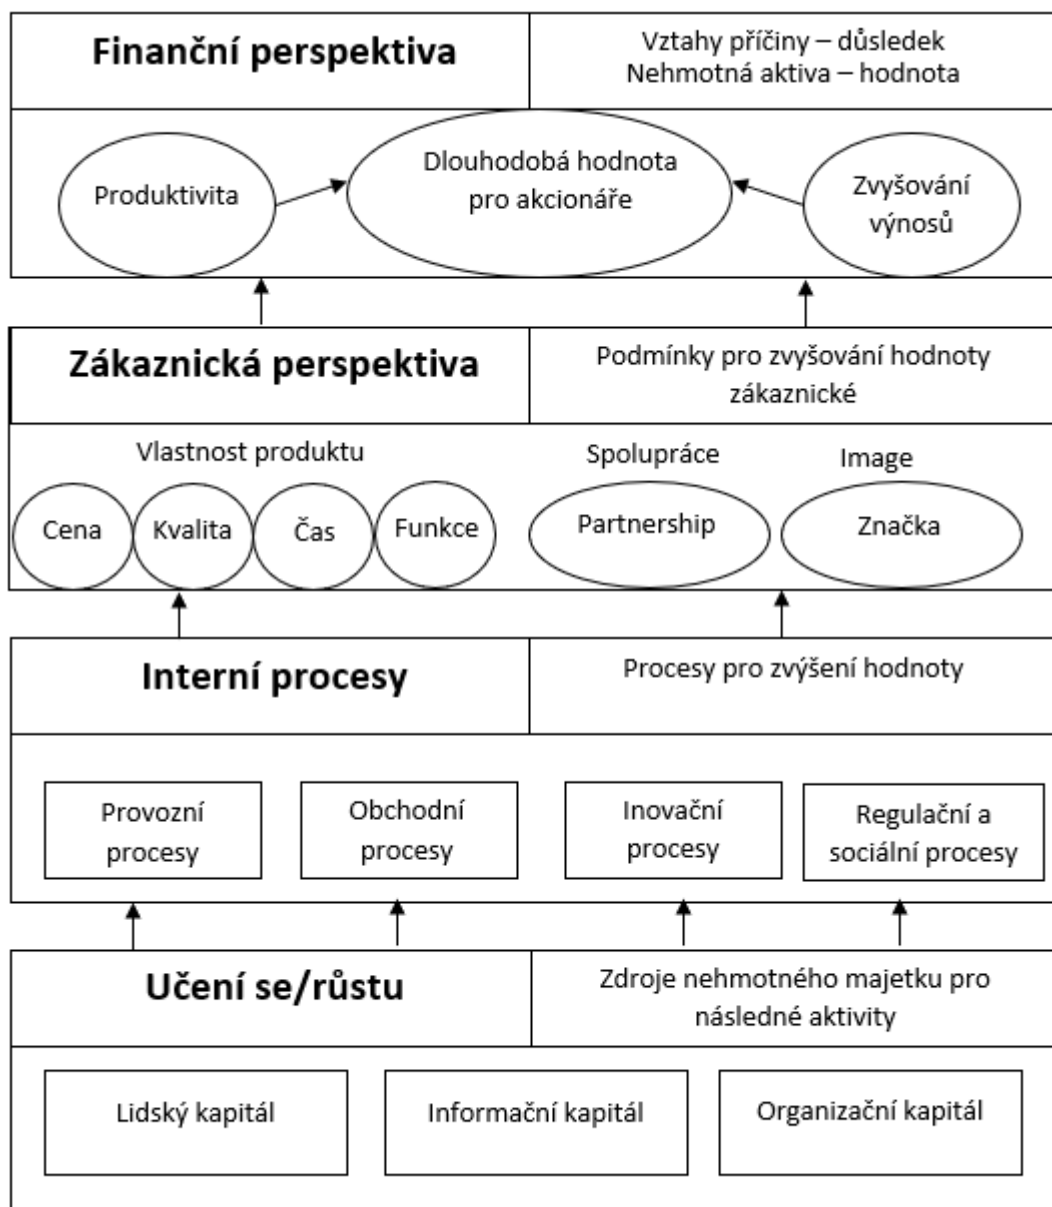 Finanční perspektiva
Vztahy příčiny – důsledek
Nehmotná aktiva – hodnota
Produktivita
Dlouhodobá hodnota
pro akcionáře
Zvyšování
výnosů
Zákaznická perspektiva
Podmínky pro zvyšování hodnoty
zákaznické
Vlastnost produktu
Spolupráce
Image
Cena
Kvalita
Čas
Funkce
Partnership
Značka
Interní procesy
Procesy pro zvýšení hodnoty
Provozní
procesy
Obchodní
procesy
Inovační
procesy
Regulační a
sociální procesy
Učení se/růstu
Zdroje nehmotného majetku pro
následné aktivity
Lidský kapitál
Informační kapitál
Organizační kapitál